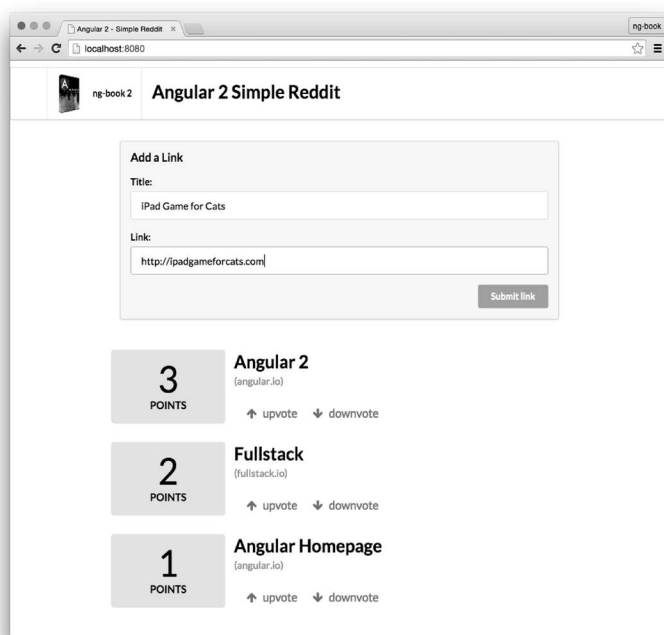 Angular 2 - Simple Reddit ×
ng-book
localhost:8080
ng-book 2
Angular 2 Simple Reddit
Add a Link
Title:
iPad Game for Cats
Link:
http://ipadgameforcats.com
Submit link
3
POINTS
Angular 2
(angular.io)
upvote downvote
2
POINTS
Fullstack
(fullstack.io)
upvote downvote
1
POINTS
Angular Homepage
(angular.io)
upvote downvote